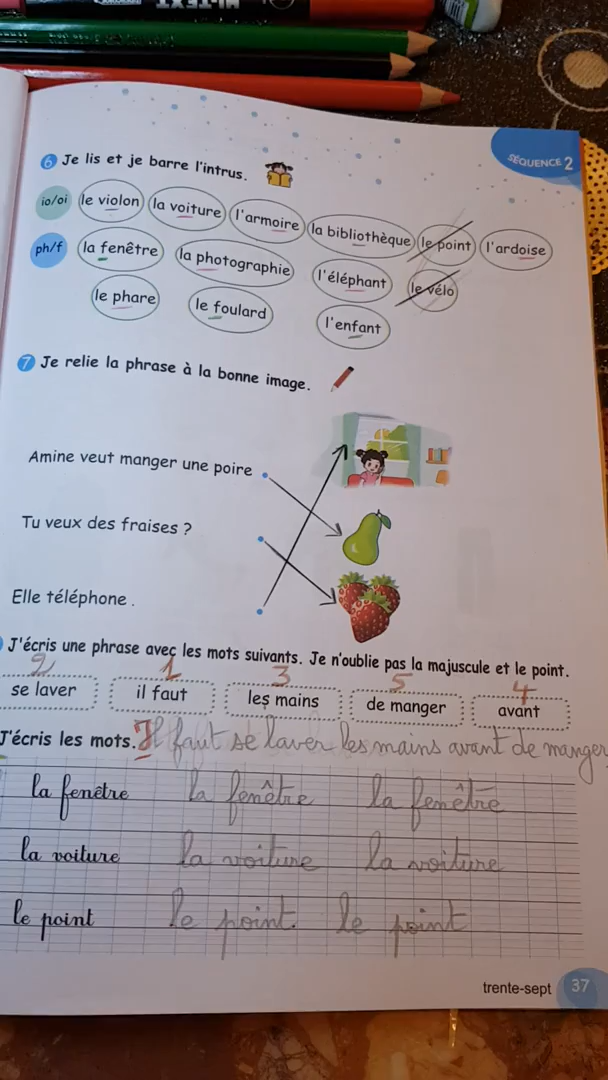 SÉQUENCE 2
6 Je lis et je barre l'intrus.
io/oi le violon la voiture l'armoire la bibliothèque le point l'ardoise
ph/f la fenêtre la photographie l'éléphant le vélo
le phare le foulard l'enfant
7 Je relie la phrase à la bonne image.
Amine veut manger une poire
Tu veux des fraises ?
Elle téléphone .
J'écris une phrase avec les mots suivants. Je n'oublie pas la majuscule et le point.
2 1 3 5 4
se laver il faut les mains de manger avant
J'écris les mots. Il faut se laver les mains avant de manger
la fenêtre la fenêtre la fenêtre
la voiture la voiture la voiture
le point le point. le point
trente-sept 37